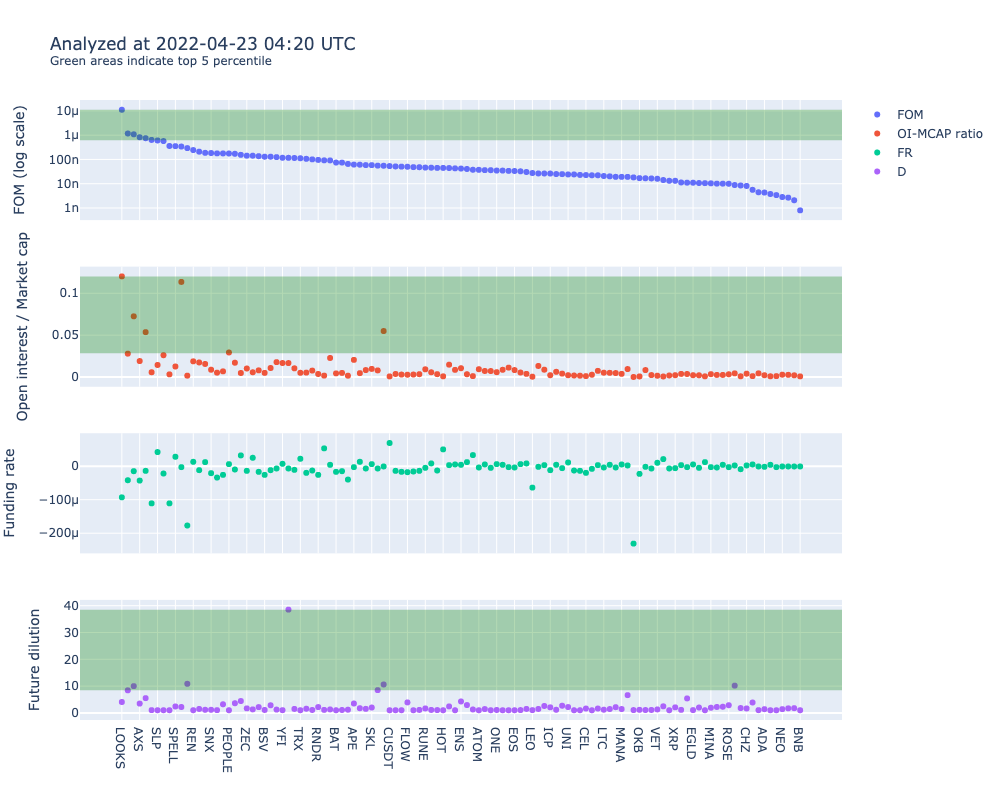 Analyzed at 2022-04-23 04:20 UTC
Green areas indicate top 5 percentile
FOM (log scale)
10μ
1μ
100n
10n
1n
FOM
OI-MCAP ratio
FR
D
Open interest / Market cap
0.1
0.05
0
Funding rate
0
−100μ
−200μ
Future dilution
40
30
20
10
0
LOOKS
AXS
SLP
SPELL
REN
SNX
PEOPLE
ZEC
BSV
YFI
TRX
RNDR
BAT
APE
SKL
CUSDT
FLOW
RUNE
HOT
ENS
ATOM
ONE
EOS
LEO
ICP
UNI
CEL
LTC
MANA
OKB
VET
XRP
EGLD
MINA
ROSE
CHZ
ADA
NEO
BNB